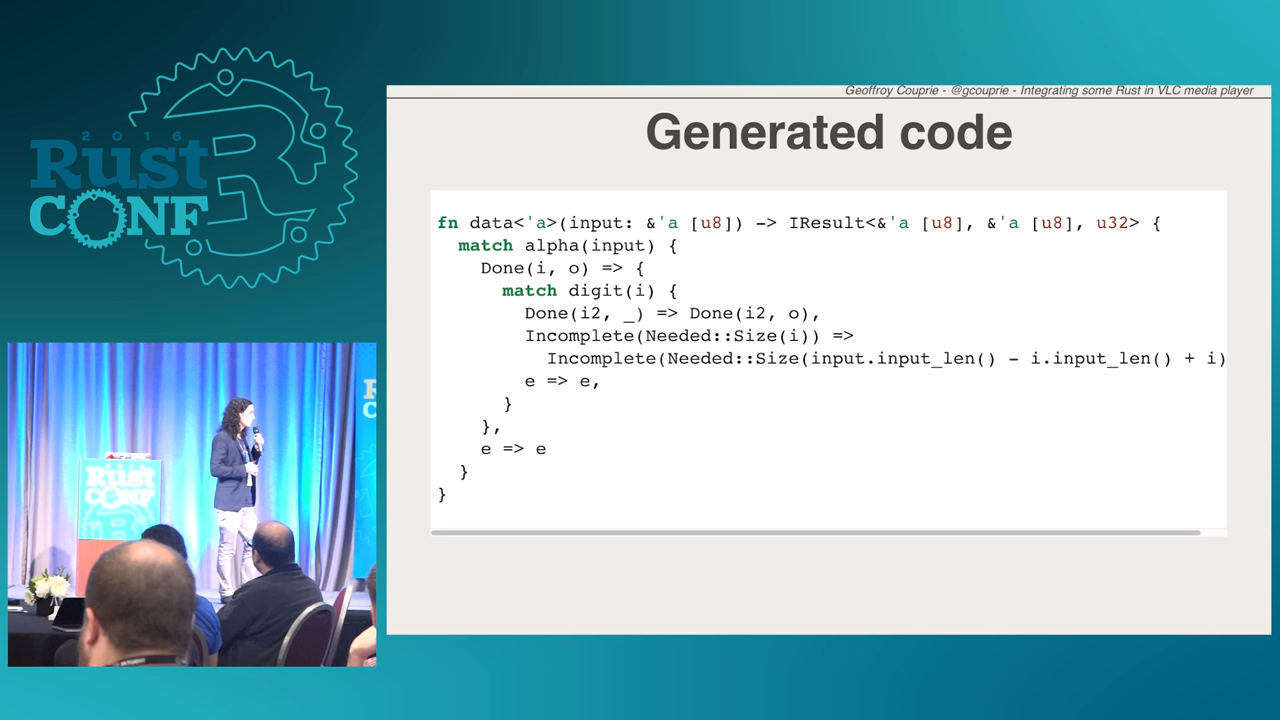 2016
Rust
CONF
Geoffroy Couprie - @gcouprie - Integrating some Rust in VLC media player
Generated code
fn data<'a>(input: &'a [u8]) -> IResult<&'a [u8], &'a [u8], u32> {
  match alpha(input) {
    Done(i, o) => {
      match digit(i) {
        Done(i2, _) => Done(i2, o),
        Incomplete(Needed::Size(i)) =>
          Incomplete(Needed::Size(input.input_len() - i.input_len() + i)
        e => e,
      }
    },
    e => e
  }
}
Rust
CONF